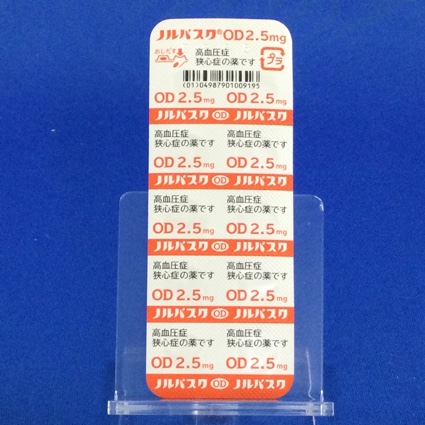 ノルバスク® OD2.5mg
おしだす
高血圧症
狭心症の薬です
プラ
(01)04987901009195
OD 2.5mg OD 2.5mg
ノルバスク OD ノルバスク
高血圧症 高血圧症
狭心症の薬です 狭心症の薬です
OD 2.5mg OD 2.5mg
ノルバスク OD ノルバスク
高血圧症 高血圧症
狭心症の薬です 狭心症の薬です
OD 2.5mg OD 2.5mg
ノルバスク OD ノルバスク
高血圧症 高血圧症
狭心症の薬です 狭心症の薬です
OD 2.5mg OD 2.5mg
ノルバスク OD ノルバスク
高血圧症 高血圧症
狭心症の薬です 狭心症の薬です
OD 2.5mg OD 2.5mg
ノルバスク OD ノルバスク